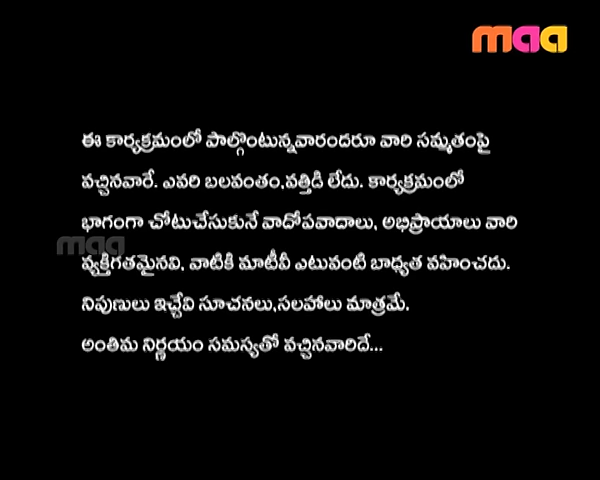 maa
ఈ కార్యక్రమంలో పాల్గొంటున్నవారందరూ వారి సమ్మతంపై
వచ్చినవారే. ఎవరి బలవంతం,వత్తిడి లేదు. కార్యక్రమంలో
భాగంగా చోటుచేసుకునే వాదోపవాదాలు, అభిప్రాయాలు వారి
maa
వ్యక్తిగతమైనవి, వాటికి మాటీవీ ఎటువంటి బాధ్యత వహించదు.
నిపుణులు ఇచ్చేవి సూచనలు,సలహాలు మాత్రమే.
అంతిమ నిర్ణయం సమస్యతో వచ్చినవారిదే...